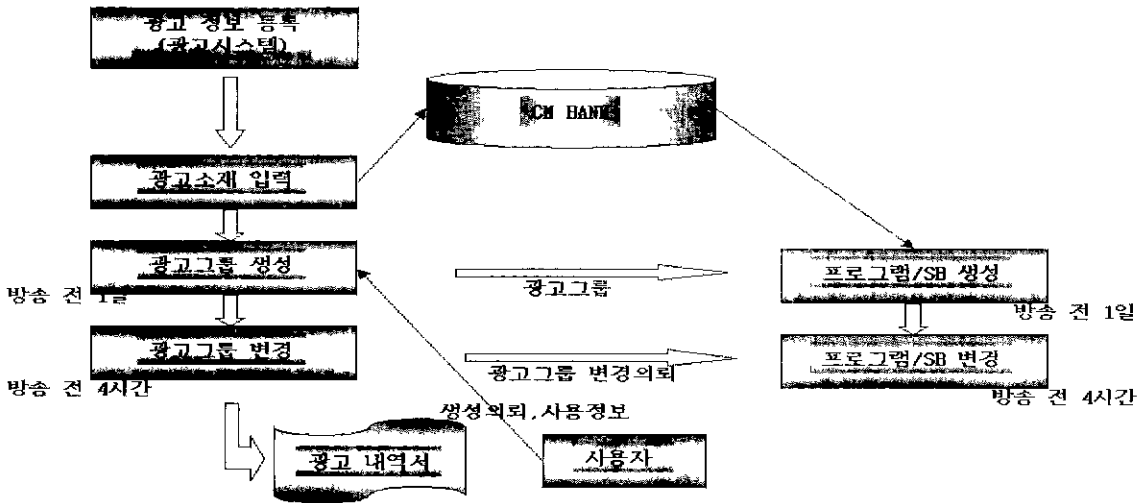 광고 정보 등록
(광고시스템)
CM BANK
광고소재 입력
광고그룹 생성
방송 전 1일
광고그룹
프로그램/SB 생성
방송 전 1일
광고그룹 변경
방송 전 4시간
광고그룹 변경의뢰
프로그램/SB 변경
방송 전 4시간
생성의뢰,사용정보
광고 내역서
사용자